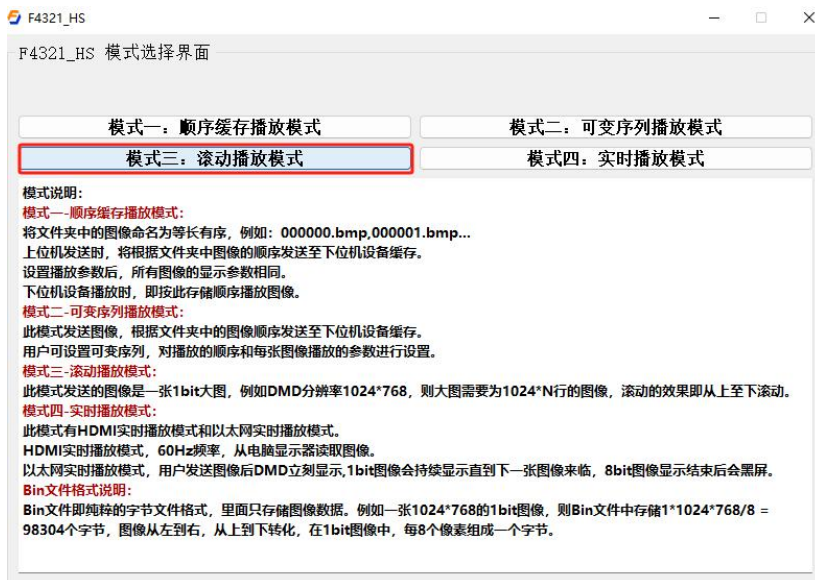 F4321_HS
F4321_HS 模式选择界面
模式一：顺序缓存播放模式
模式二：可变序列播放模式
模式三：滚动播放模式
模式四：实时播放模式
模式说明：
模式一-顺序缓存播放模式：
将文件夹中的图像命名为等长有序，例如：000000.bmp,000001.bmp...
上位机发送时，将根据文件夹中图像的顺序发送至下位机设备缓存。
设置播放参数后，所有图像的显示参数相同。
下位机设备播放时，即按此存储顺序播放图像。
模式二-可变序列播放模式：
此模式发送图像，根据文件夹中的图像顺序发送至下位机设备缓存。
用户可设置可变序列，对播放的顺序和每张图像播放的参数进行设置。
模式三-滚动播放模式：
此模式发送的图像是一张1bit大图，例如DMD分辨率1024*768，则大图需要为1024*N行的图像，滚动的效果即从上至下滚动。
模式四-实时播放模式：
此模式有HDMI实时播放模式和以太网实时播放模式。
HDMI实时播放模式，60Hz频率，从电脑显示器读取图像。
以太网实时播放模式，用户发送图像后DMD立刻显示,1bit图像会持续显示直到下一张图像来临，8bit图像显示结束后会黑屏。
Bin文件格式说明：
Bin文件即纯粹的字节文件格式，里面只存储图像数据。例如一张1024*768的1bit图像，则Bin文件中存储1*1024*768/8 =
98304个字节，图像从左到右，从上到下转化，在1bit图像中，每8个像素组成一个字节。